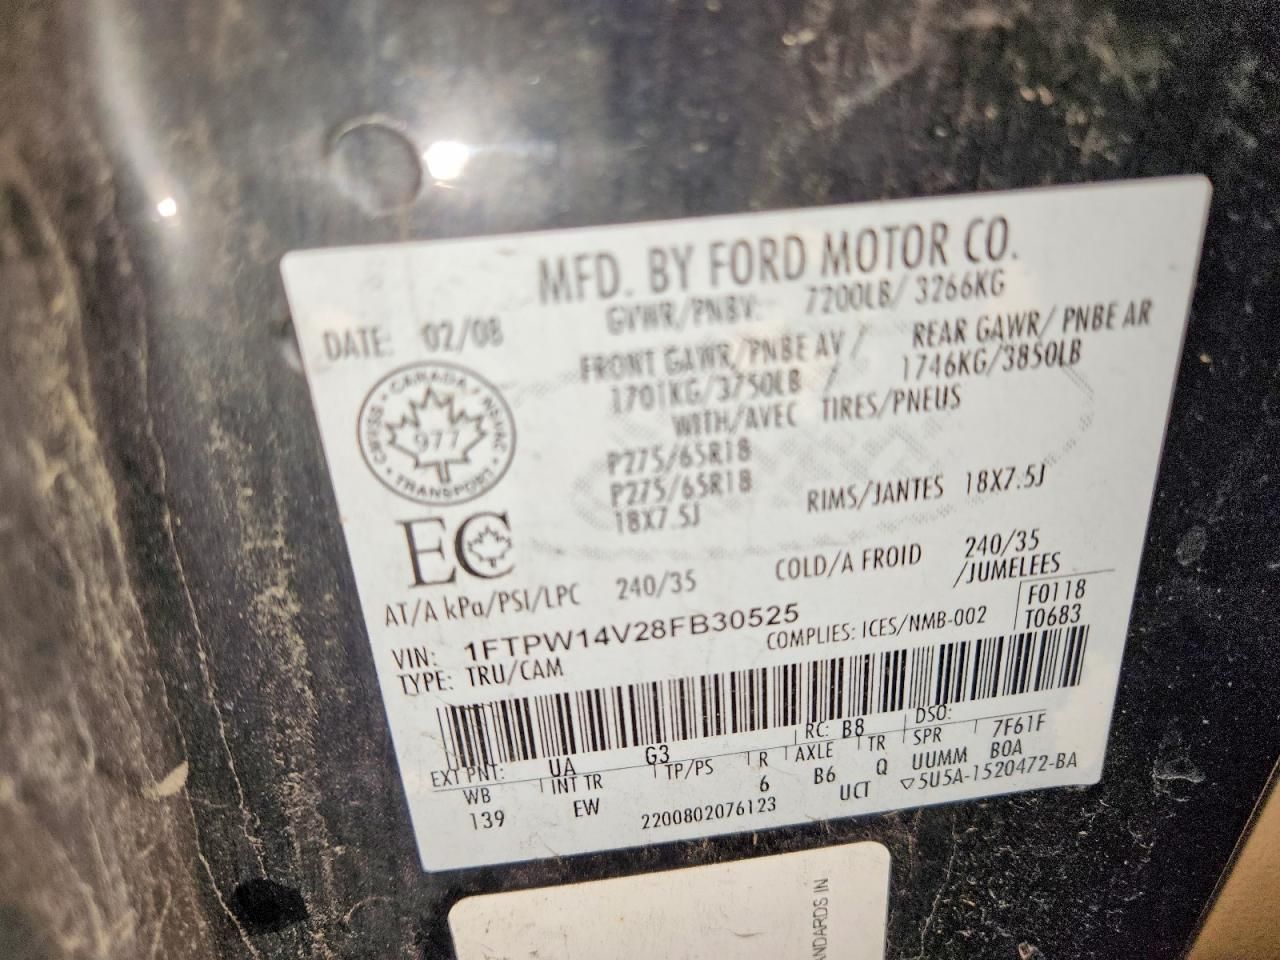 MFD. BY FORD MOTOR CO.
DATE: 02/08
GVWR/PNBV: 7200LB/ 3266KG
FRONT GAWR/PNBE AV / REAR GAWR/ PNBE AR
1701KG/3750LB / 1746KG/3850LB
WITH/AVEC TIRES/PNEUS
P275/65R18
P275/65R18
18X7.5J RIMS/JANTES 18X7.5J
CANADA
977
TRANSPORT
EC
AT/A kPa/PSI/LPC 240/35 COLD/A FROID 240/35
/JUMELEES
VIN: 1FTPW14V28FB30525
F0118
T0683
TYPE: TRU/CAM COMPLIES: ICES/NMB-002
EXT PNT: UA G3 RC: B8 DSO: 7F61F
WB INT TR TP/PS R AXLE TR SPR B0A
139 EW 6 B6 Q UUMM
2200802076123 UCT ▽5U5A-1520472-BA
NDARDS IN